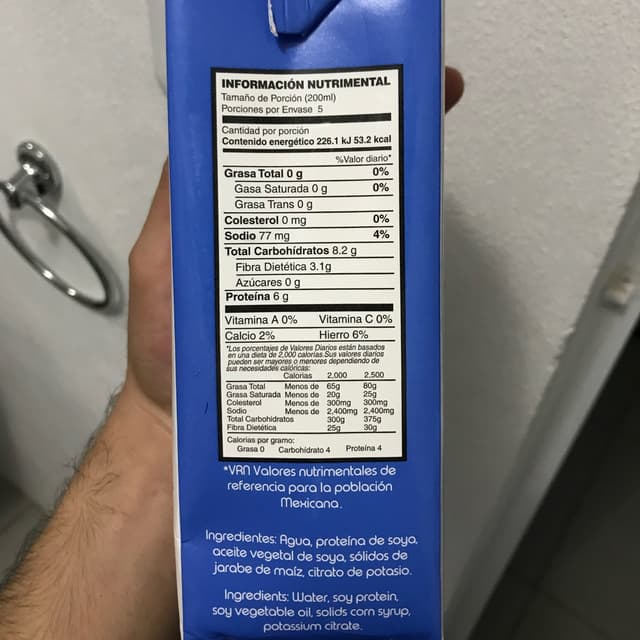 INFORMACIÓN NUTRIMENTAL
Tamaño de Porción (200ml)
Porciones por Envase 5
Cantidad por porción
Contenido energético 226.1 kJ 53.2 kcal
%Valor diario*
Grasa Total 0 g 0%
Gasa Saturada 0 g 0%
Grasa Trans 0 g
Colesterol 0 mg 0%
Sodio 77 mg 4%
Total Carbohídratos 8.2 g
Fibra Dietética 3.1g
Azúcares 0 g
Proteína 6 g
Vitamina A 0% Vitamina C 0%
Calcio 2% Hierro 6%
*Los porcentajes de Valores Diarios están basados
en una dieta de 2,000 calorías.Sus valores diarios
pueden ser mayores o menores dependiendo de
sus necesidades calóricas:
Calorías 2,000 2,500
Grasa Total Menos de 65g 80g
Grasa Saturada Menos de 20g 25g
Colesterol Menos de 300mg 300mg
Sodio Menos de 2,400mg 2,400mg
Total Carbohidratos 300g 375g
Fibra Dietética 25g 30g
Calorías por gramo:
Grasa 0 Carbohidrato 4 Proteína 4
*VRN Valores nutrimentales de
referencia para la población
Mexicana.
Ingredientes: Agua, proteína de soya,
aceite vegetal de soya, sólidos de
jarabe de maíz, citrato de potasio.
Ingredients: Water, soy protein,
soy vegetable oil, solids corn syrup,
potassium citrate.